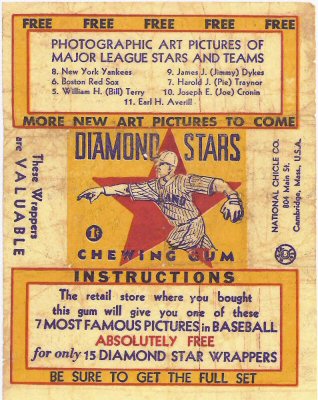 FREE FREE FREE FREE FREE
PHOTOGRAPHIC ART PICTURES OF
MAJOR LEAGUE STARS AND TEAMS
8. New York Yankees 9. James J. (Jimmy) Dykes
6. Boston Red Sox 7. Harold J. (Pie) Traynor
5. William H. (Bill) Terry 10. Joseph E. (Joe) Cronin
11. Earl H. Averill
MORE NEW ART PICTURES TO COME
These Wrappers
are VALUABLE
DIAMOND STARS
1¢
CHEWING GUM
NATIONAL CHICLE CO.
804 Main St.
Cambridge, Mass., U.S.A.
INSTRUCTIONS
The retail store where you bought
this gum will give you one of these
7 MOST FAMOUS PICTURES in BASEBALL
ABSOLUTELY FREE
for only 15 DIAMOND STAR WRAPPERS
BE SURE TO GET THE FULL SET